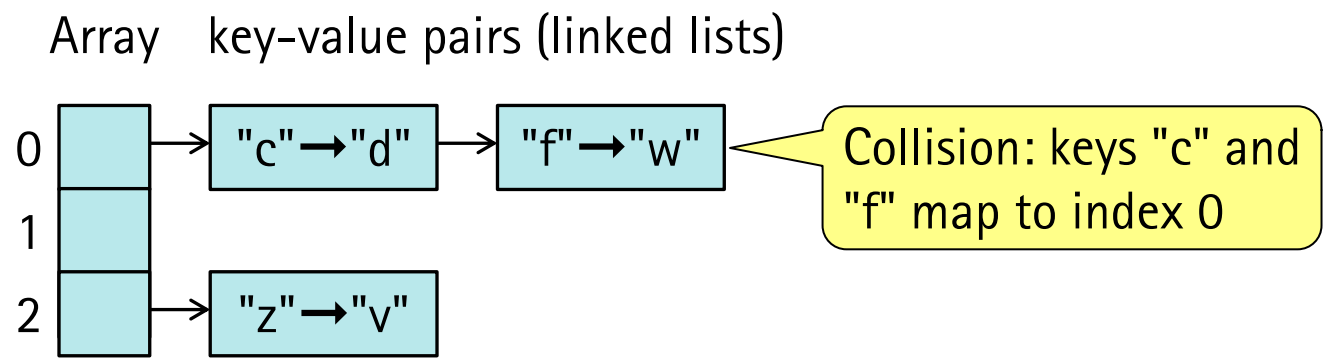 Array key-value pairs (linked lists)
0 "c"→"d" "f"→"w" Collision: keys "c" and
"f" map to index 0
1
2 "z"→"v"